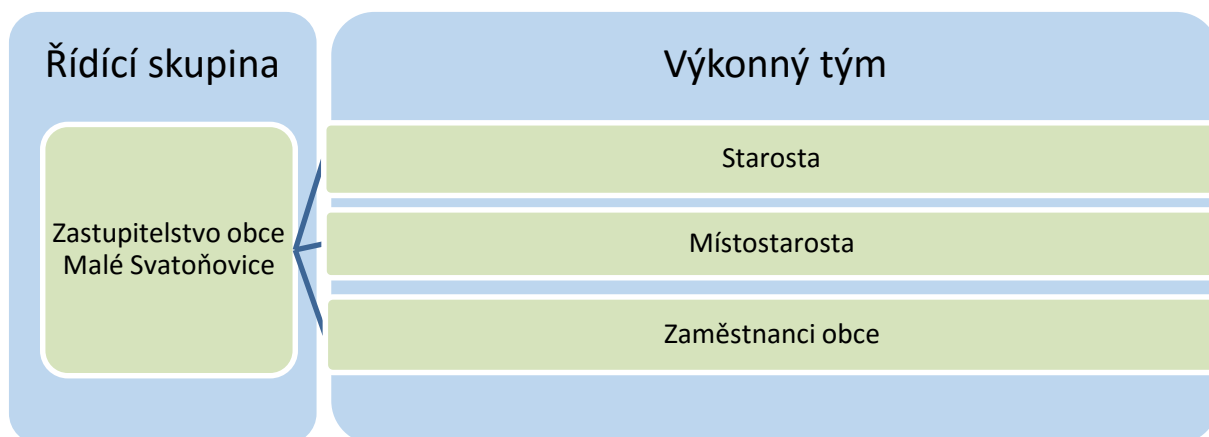 Řídící skupina
Výkonný tým
Zastupitelstvo obce
Malé Svatoňovice
Starosta
Místostarosta
Zaměstnanci obce